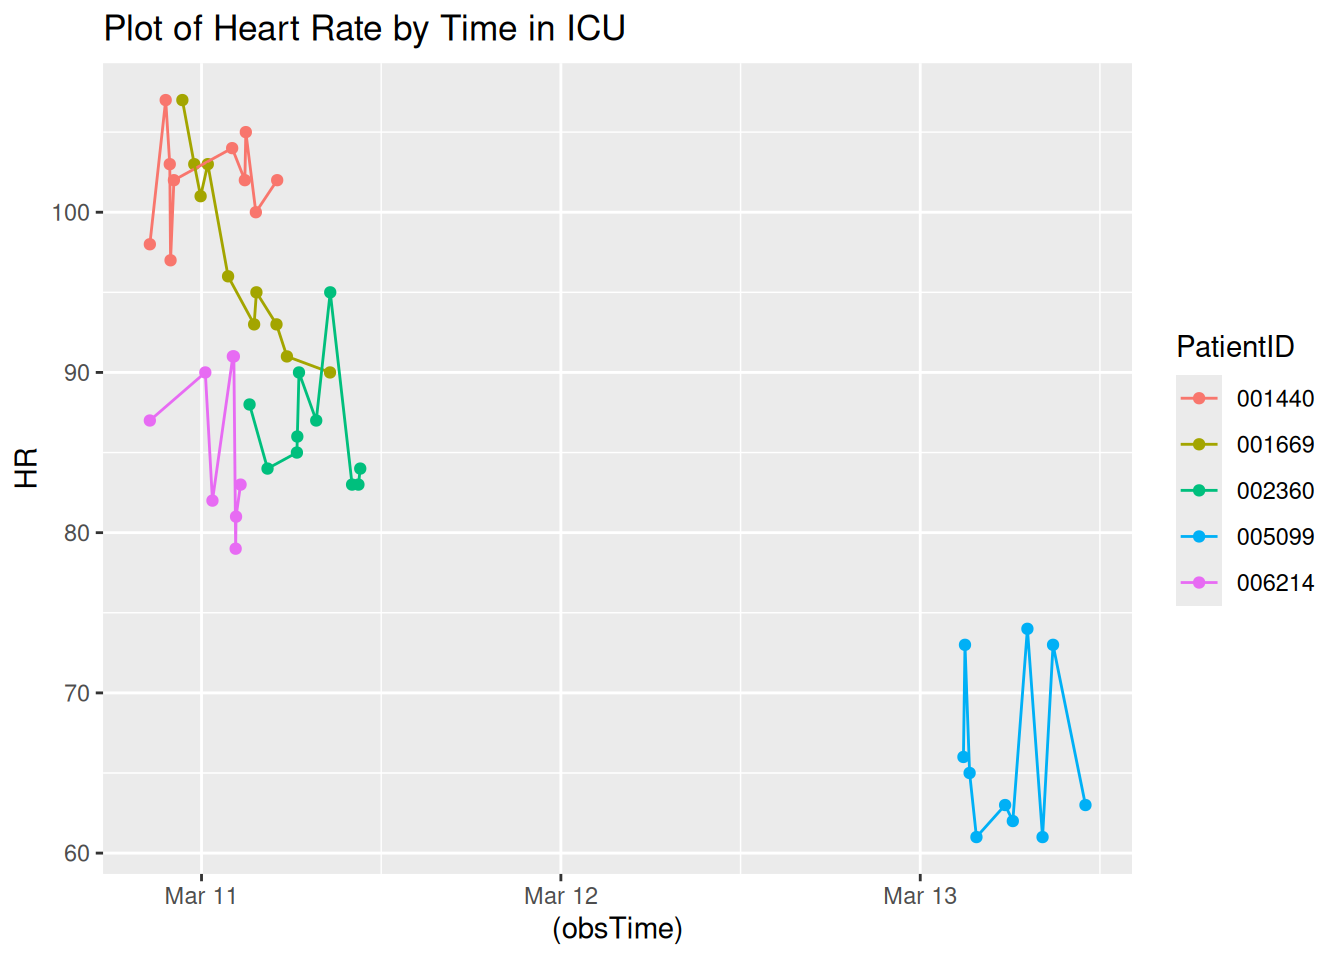 Plot of Heart Rate by Time in ICU
HR
100
90
80
70
60
Mar 11
Mar 12
Mar 13
(obsTime)
PatientID
001440
001669
002360
005099
006214